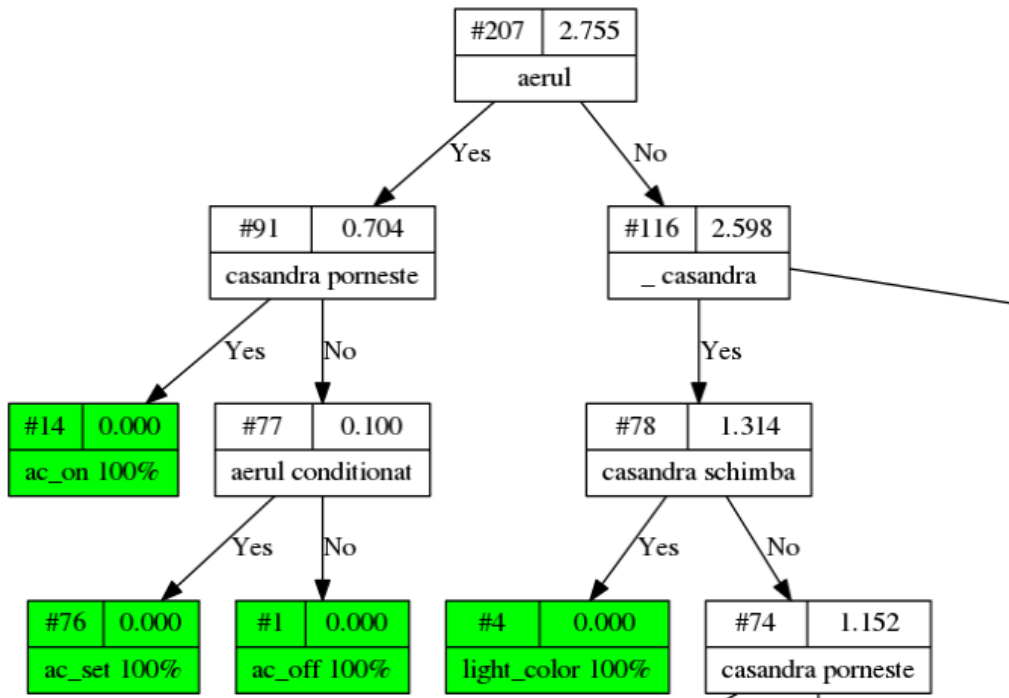 #207 2.755
aerul
Yes No
#91 0.704 #116 2.598
casandra porneste _ casandra
Yes No Yes
#14 0.000 #77 0.100 #78 1.314
ac_on 100% aerul conditionat casandra schimba
Yes No Yes No
#76 0.000 #1 0.000 #4 0.000 #74 1.152
ac_set 100% ac_off 100% light_color 100% casandra porneste